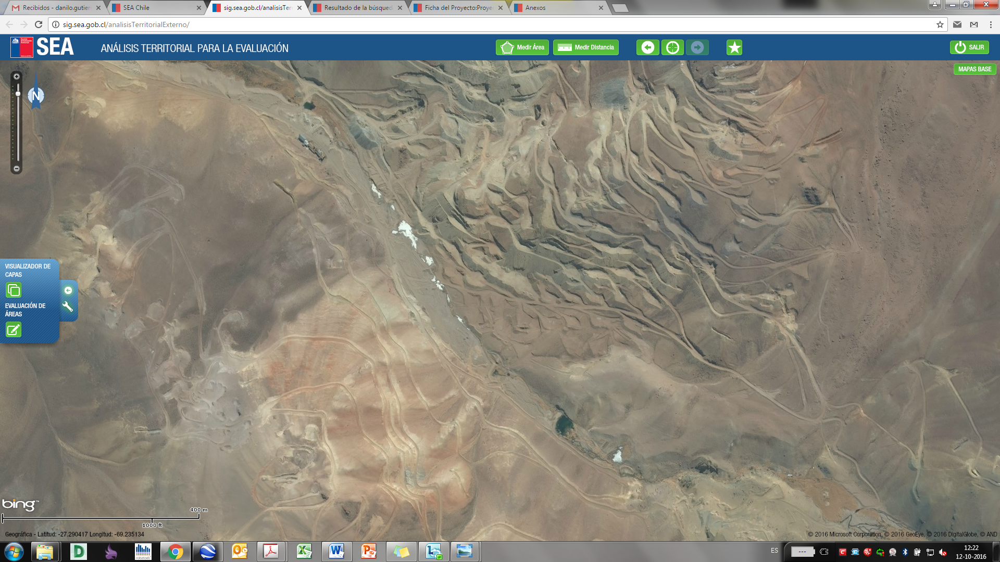 Recibidos - danilo.gutier
SEA Chile
sig.sea.gob.cl/analisisTer
Resultado de la búsqued
Ficha del Proyecto:Proye
Anexos
sig.sea.gob.cl/analisisTerritorialExterno/
SEA
ANÁLISIS TERRITORIAL PARA LA EVALUACIÓN
Medir Área
Medir Distancia
SALIR
MAPAS BASE
N
VISUALIZADOR DE
CAPAS
EVALUACIÓN DE
ÁREAS
bing™
400 m
1000 ft
Geográfica - Latitud: -27.290417 Longitud: -69.235134
© 2016 Microsoft Corporation, © 2016 GeoEye, © 2016 DigitalGlobe, © AND
ES
12:22
12-10-2016